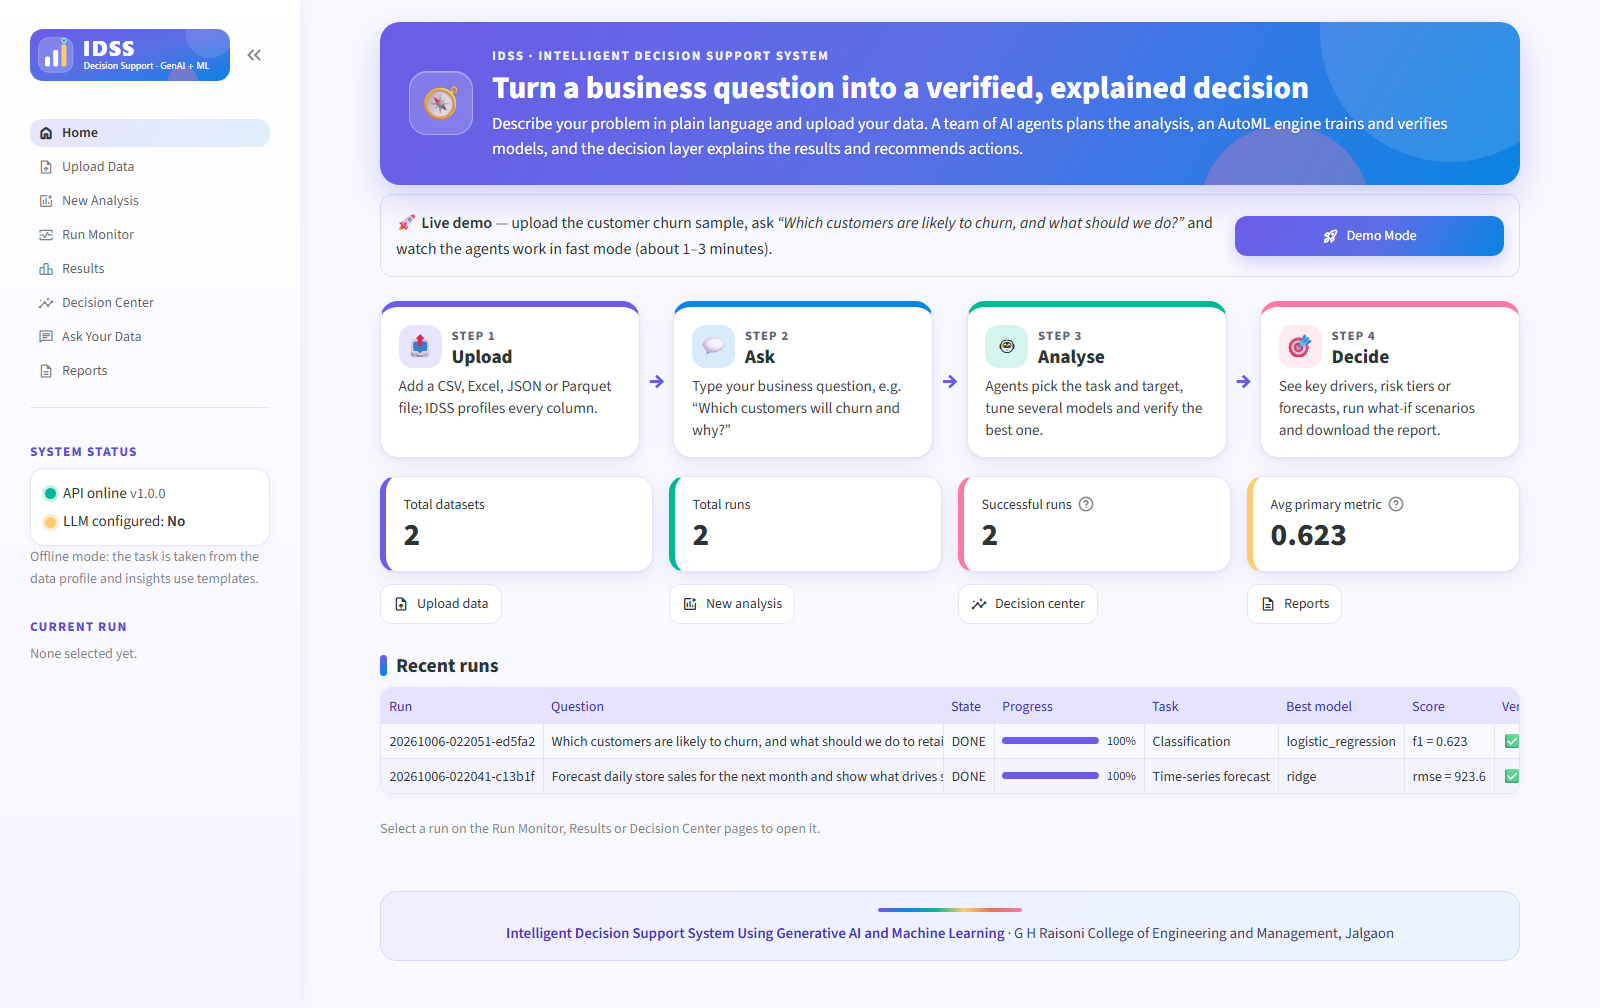 IDSS
Decision Support · GenAI + ML
Home
Upload Data
New Analysis
Run Monitor
Results
Decision Center
Ask Your Data
Reports
SYSTEM STATUS
API online v1.0.0
LLM configured: No
Offline mode: the task is taken from the
data profile and insights use templates.
CURRENT RUN
None selected yet.
IDSS · INTELLIGENT DECISION SUPPORT SYSTEM
Turn a business question into a verified, explained decision
Describe your problem in plain language and upload your data. A team of AI agents plans the analysis, an AutoML engine trains and verifies
models, and the decision layer explains the results and recommends actions.
🚀 Live demo — upload the customer churn sample, ask “Which customers are likely to churn, and what should we do?” and
watch the agents work in fast mode (about 1–3 minutes).
Demo Mode
STEP 1
Upload
Add a CSV, Excel, JSON or Parquet
file; IDSS profiles every column.
STEP 2
Ask
Type your business question, e.g.
“Which customers will churn and
why?”
STEP 3
Analyse
Agents pick the task and target,
tune several models and verify the
best one.
STEP 4
Decide
See key drivers, risk tiers or
forecasts, run what-if scenarios
and download the report.
Total datasets
2
Total runs
2
Successful runs
2
Avg primary metric
0.623
Upload data
New analysis
Decision center
Reports
Recent runs
Run Question State Progress Task Best model Score Ver
20261006-022051-ed5fa2 Which customers are likely to churn, and what should we do to retai DONE 100% Classification logistic_regression f1 = 0.623 ✅
20261006-022041-c13b1f Forecast daily store sales for the next month and show what drives s DONE 100% Time-series forecast ridge rmse = 923.6 ✅
Select a run on the Run Monitor, Results or Decision Center pages to open it.
Intelligent Decision Support System Using Generative AI and Machine Learning · G H Raisoni College of Engineering and Management, Jalgaon